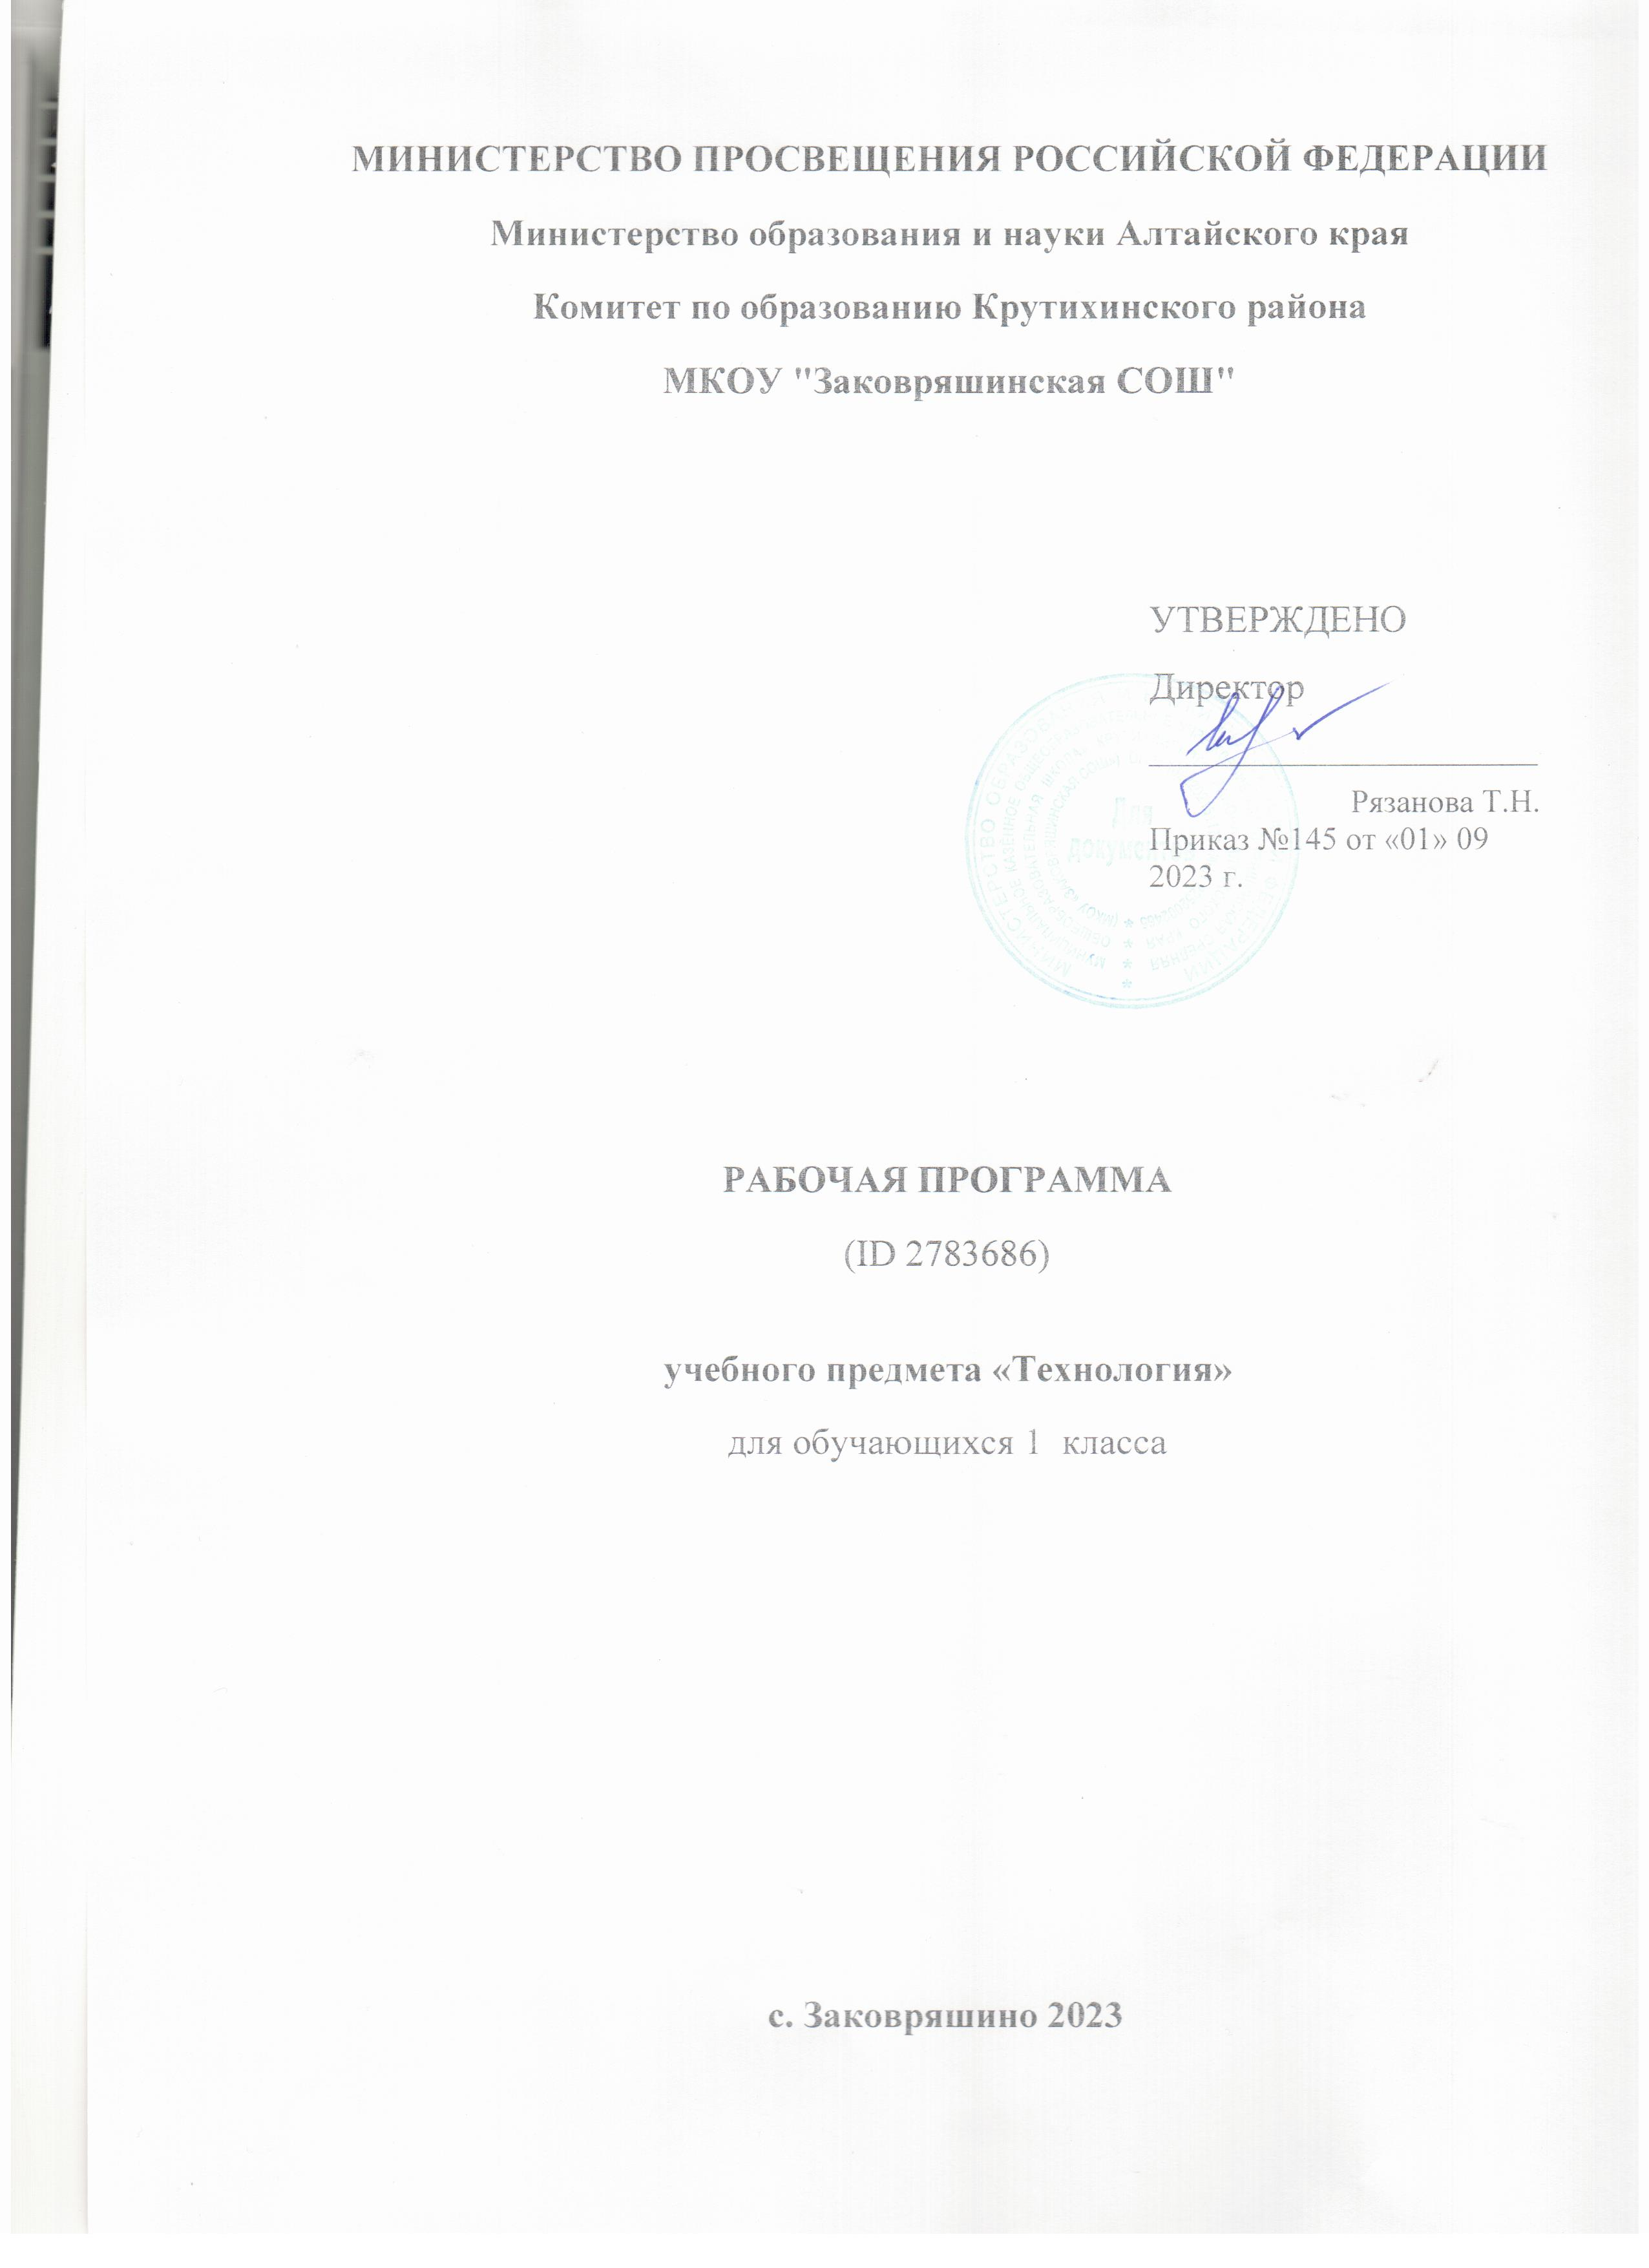 МИНИСТЕРСТВО ПРОСВЕЩЕНИЯ РОССИЙСКОЙ ФЕДЕРАЦИИ
Министерство образования и науки Алтайского края
Комитет по образованию Крутихинского района
МКОУ "Заковряшинская СОШ"
УТВЕРЖДЕНО
Директор
Рязанова Т.Н.
Приказ №145 от «01» 09
2023 г.
Для
РАБОЧАЯ ПРОГРАММА
(ID 2783686)
учебного предмета «Технология»
для обучающихся 1 класса
с. Заковряшино 2023